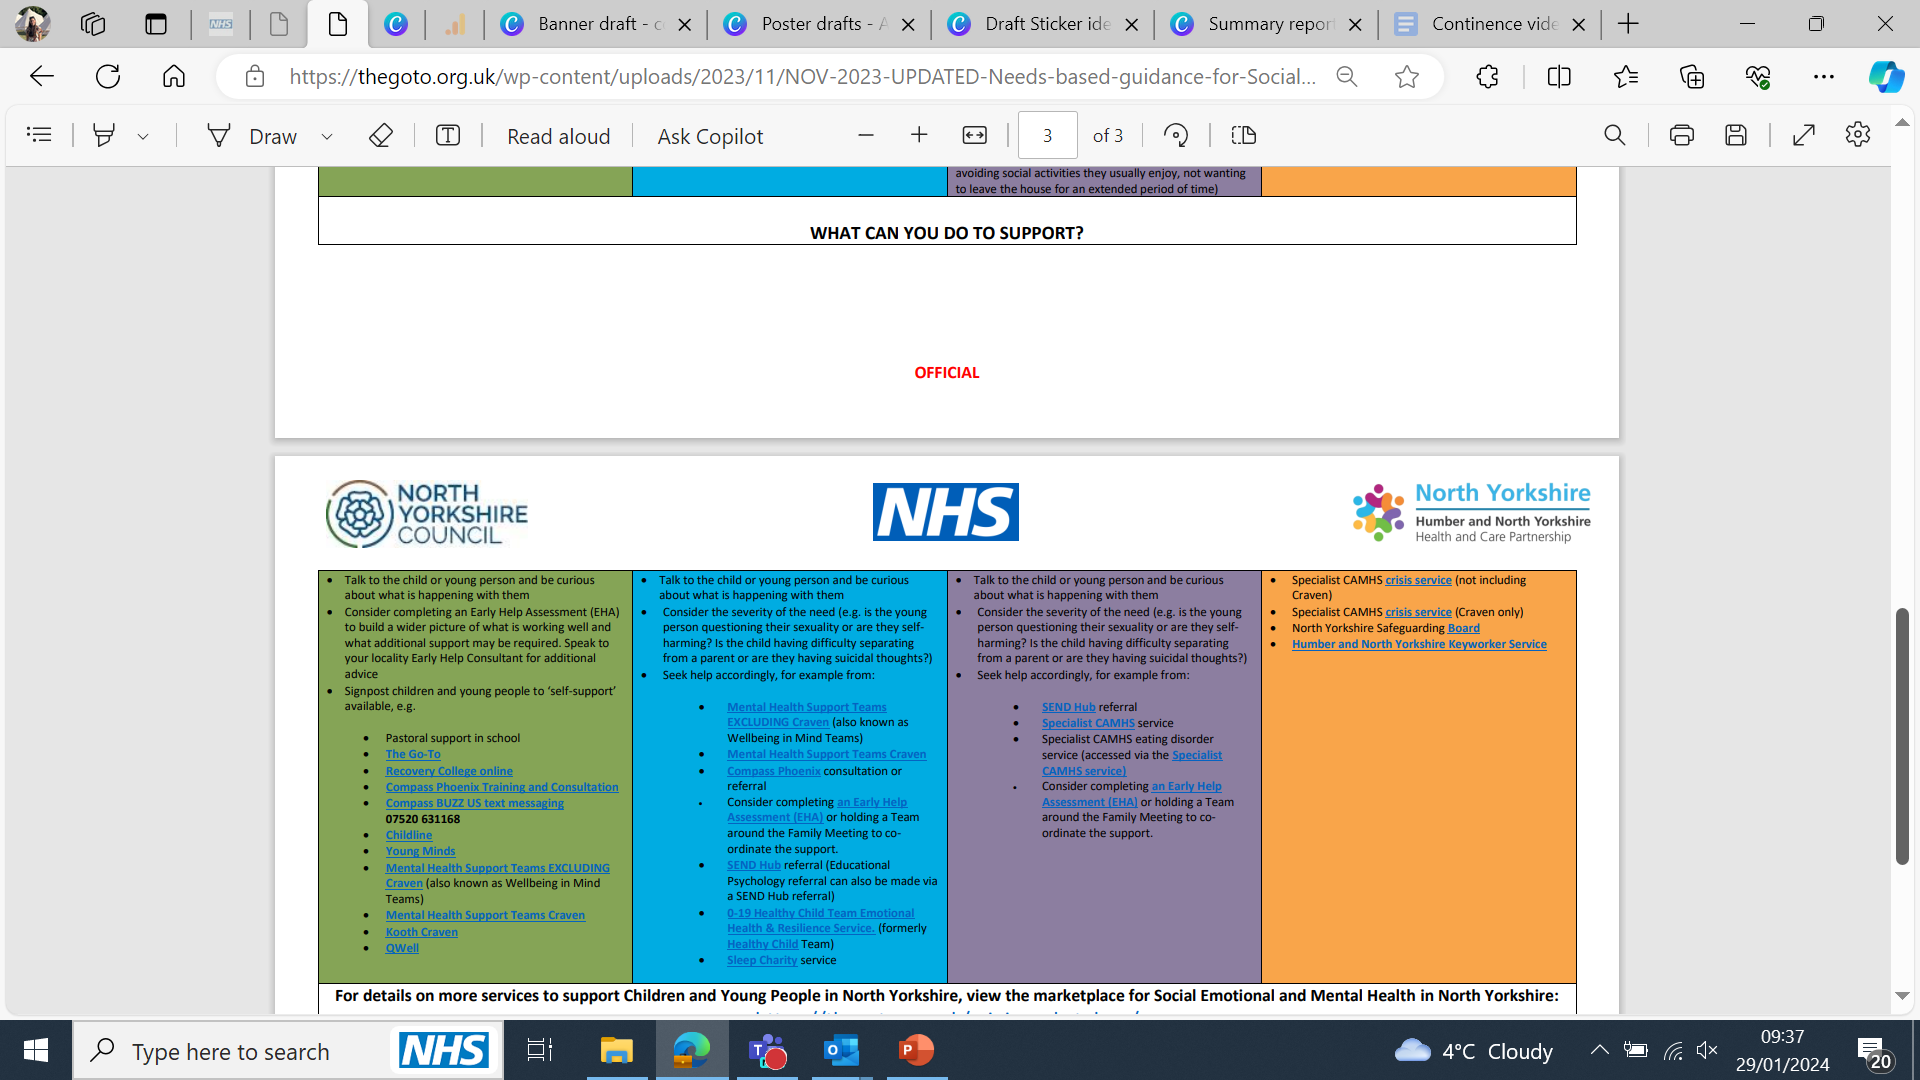 NHS
Banner draft - c
Poster drafts - A
Draft Sticker ide
Summary repor
Continence vide
https://thegoto.org.uk/wp-content/uploads/2023/11/NOV-2023-UPDATED-Needs-based-guidance-for-Social...
Draw
Read aloud
Ask Copilot
3
of 3
avoiding social activities they usually enjoy, not wanting
to leave the house for an extended period of time)
WHAT CAN YOU DO TO SUPPORT?
OFFICIAL
NORTH
YORKSHIRE
COUNCIL
NHS
North Yorkshire
Humber and North Yorkshire
Health and Care Partnership
• Talk to the child or young person and be curious
about what is happening with them
• Consider completing an Early Help Assessment (EHA)
to build a wider picture of what is working well and
what additional support may be required. Speak to
your locality Early Help Consultant for additional
advice
• Signpost children and young people to ‘self-support’
available, e.g.
• Pastoral support in school
• The Go-To
• Recovery College online
• Compass Phoenix Training and Consultation
• Compass BUZZ US text messaging
07520 631168
• Childline
• Young Minds
• Mental Health Support Teams EXCLUDING
Craven (also known as Wellbeing in Mind
Teams)
• Mental Health Support Teams Craven
• Kooth Craven
• QWell
• Talk to the child or young person and be curious
about what is happening with them
• Consider the severity of the need (e.g. is the young
person questioning their sexuality or are they self-
harming? Is the child having difficulty separating
from a parent or are they having suicidal thoughts?)
• Seek help accordingly, for example from:
• Mental Health Support Teams
EXCLUDING Craven (also known as
Wellbeing in Mind Teams)
• Mental Health Support Teams Craven
• Compass Phoenix consultation or
referral
• Consider completing an Early Help
Assessment (EHA) or holding a Team
around the Family Meeting to co-
ordinate the support.
• SEND Hub referral (Educational
Psychology referral can also be made via
a SEND Hub referral)
• 0-19 Healthy Child Team Emotional
Health & Resilience Service. (formerly
Healthy Child Team)
• Sleep Charity service
• Talk to the child or young person and be curious
about what is happening with them
• Consider the severity of the need (e.g. is the young
person questioning their sexuality or are they self-
harming? Is the child having difficulty separating
from a parent or are they having suicidal thoughts?)
• Seek help accordingly, for example from:
• SEND Hub referral
• Specialist CAMHS service
• Specialist CAMHS eating disorder
service (accessed via the Specialist
CAMHS service)
• Consider completing an Early Help
Assessment (EHA) or holding a Team
around the Family Meeting to co-
ordinate the support.
• Specialist CAMHS crisis service (not including
Craven)
• Specialist CAMHS crisis service (Craven only)
• North Yorkshire Safeguarding Board
• Humber and North Yorkshire Keyworker Service
For details on more services to support Children and Young People in North Yorkshire, view the marketplace for Social Emotional and Mental Health in North Yorkshire:
Type here to search
NHS
4°C Cloudy
09:37
29/01/2024
20